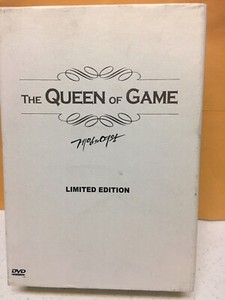 THE QUEEN OF GAME
게임의 여왕
LIMITED EDITION
DVD